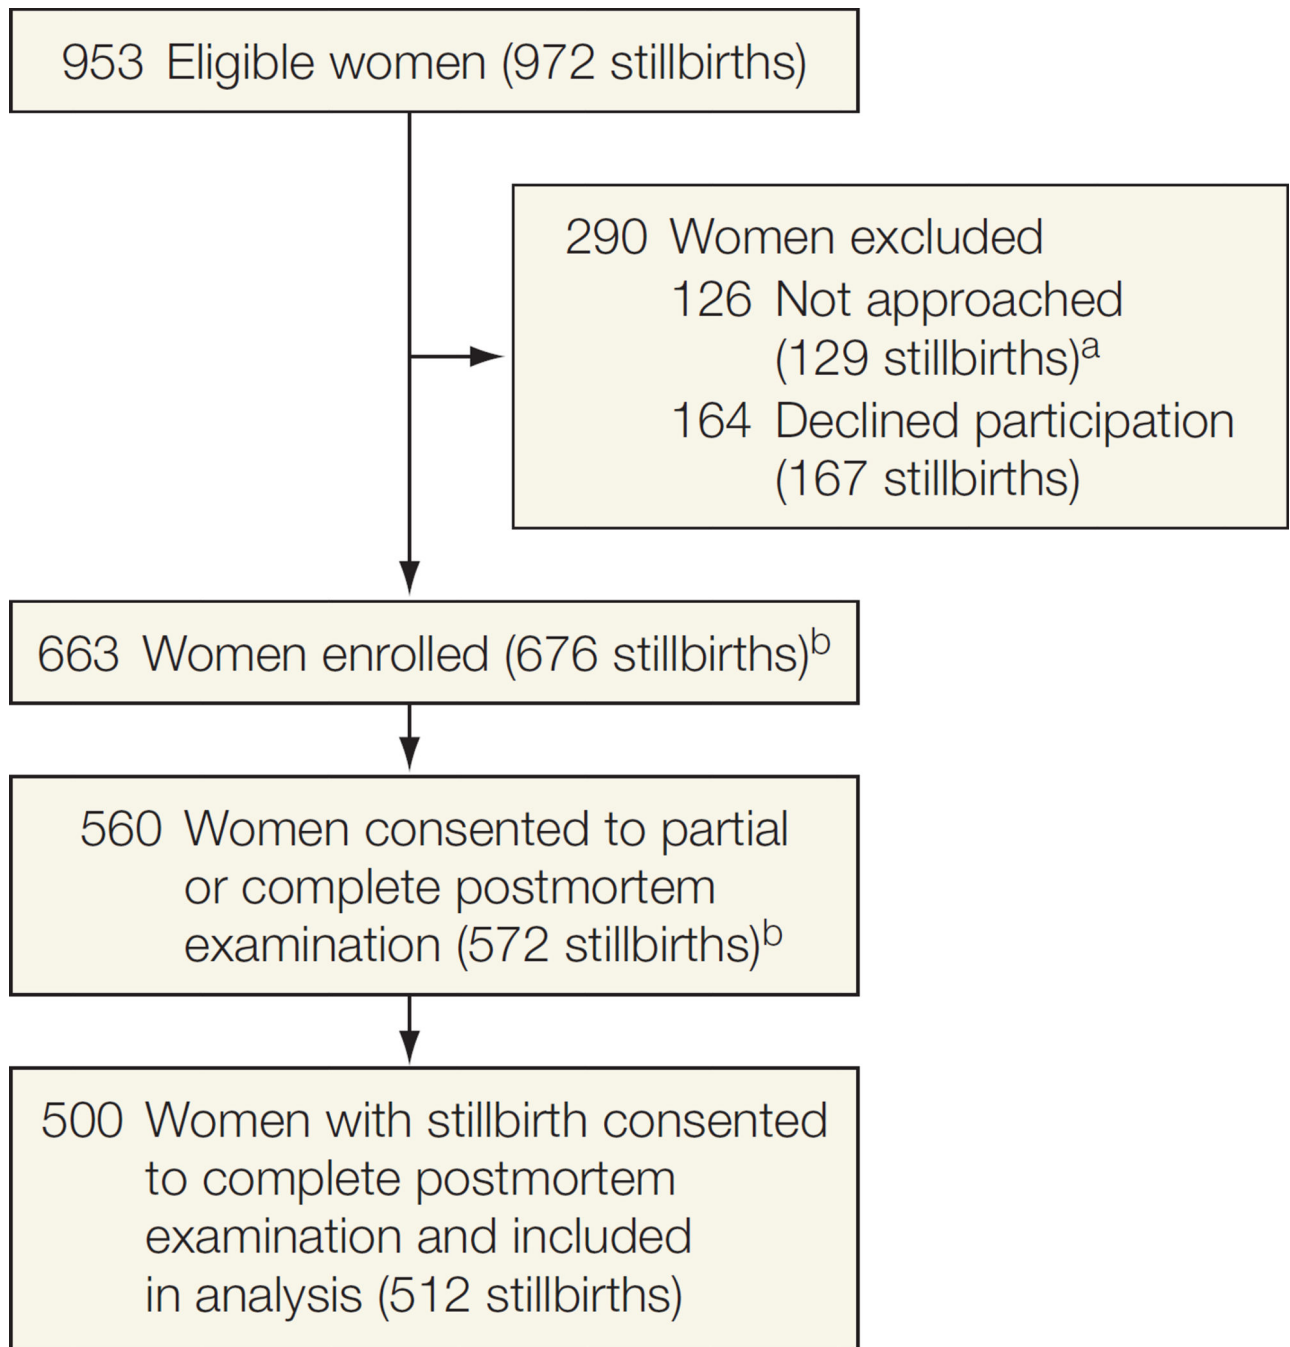 953 Eligible women (972 stillbirths)
290 Women excluded
126 Not approached
(129 stillbirths)a
164 Declined participation
(167 stillbirths)
663 Women enrolled (676 stillbirths)b
560 Women consented to partial
or complete postmortem
examination (572 stillbirths)b
500 Women with stillbirth consented
to complete postmortem
examination and included
in analysis (512 stillbirths)